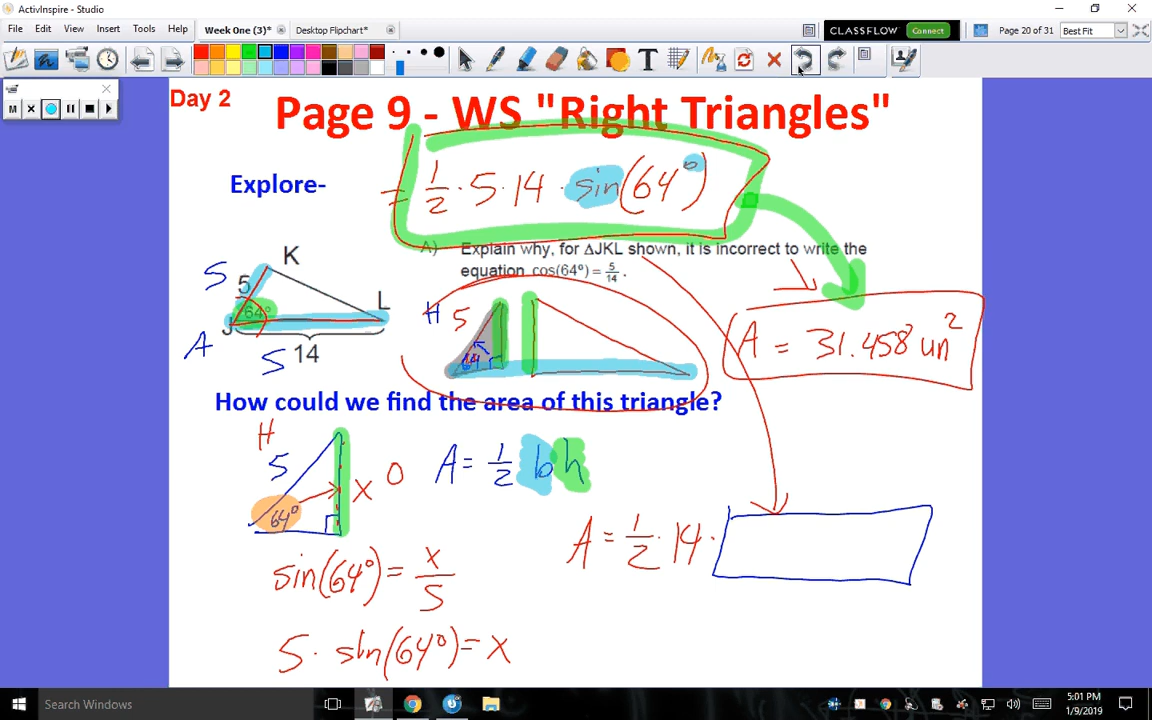 ActivInspire - Studio
File Edit View Insert Tools Help
Week One (3)* Desktop Flipchart*
CLASSFLOW Connect
Page 20 of 31 Best Fit
M
T
Day 2
Page 9 - WS "Right Triangles"
Explore-
= 1/2 · 5 · 14 · sin(64°)
A) Explain why, for ΔJKL shown, it is incorrect to write the
equation cos(64°) = 5/14 .
K
S
5
64°
J
L
A
S
14
H 5
64
A = 31.458 un²
How could we find the area of this triangle?
H
5
64°
X O
A = 1/2 b h
sin(64°) = x/5
5 · sin(64°) = x
A = 1/2 · 14 ·
Search Windows
5:01 PM
1/9/2019